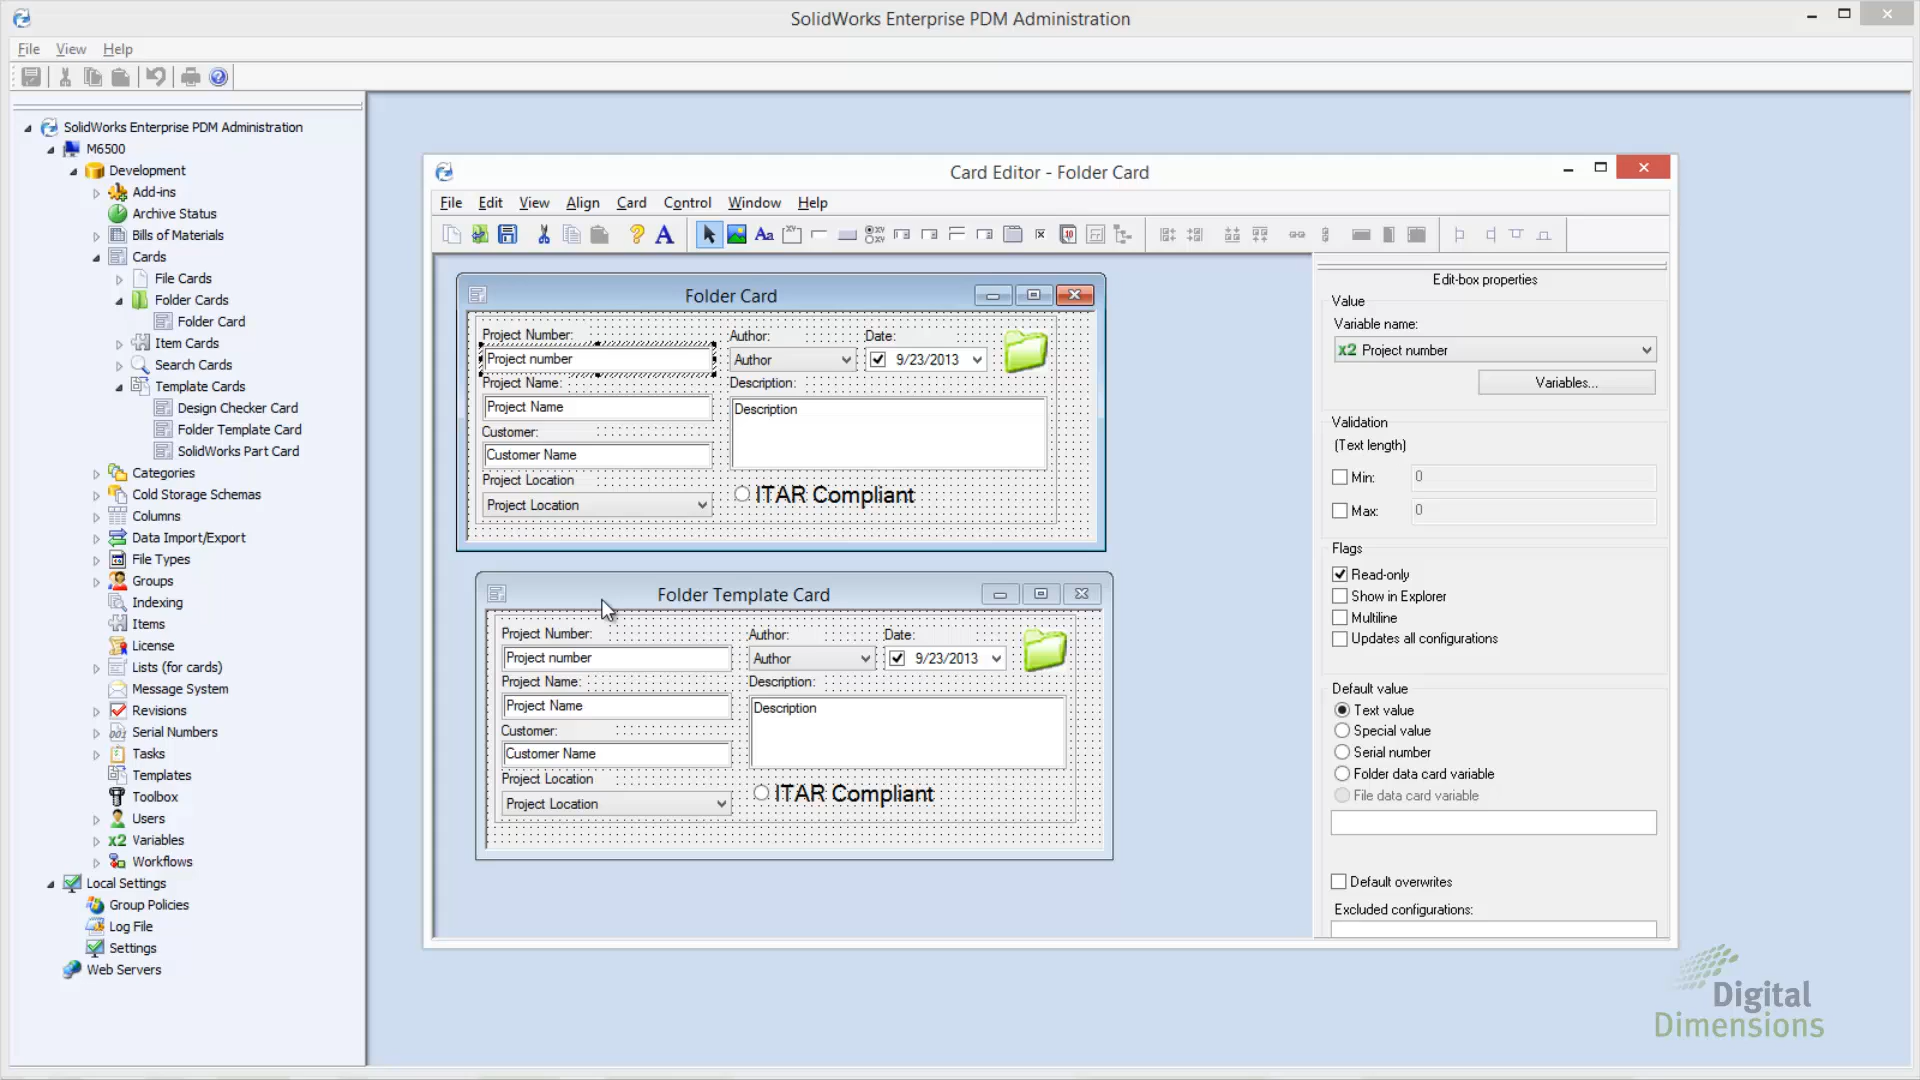 SolidWorks Enterprise PDM Administration
File View Help
SolidWorks Enterprise PDM Administration
M6500
Development
Add-ins
Archive Status
Bills of Materials
Cards
File Cards
Folder Cards
Folder Card
Item Cards
Search Cards
Template Cards
Design Checker Card
Folder Template Card
SolidWorks Part Card
Categories
Cold Storage Schemas
Columns
Data Import/Export
File Types
Groups
Indexing
Items
License
Lists (for cards)
Message System
Revisions
Serial Numbers
Tasks
Templates
Toolbox
Users
x2 Variables
Workflows
Local Settings
Group Policies
Log File
Settings
Web Servers
Card Editor - Folder Card
File Edit View Align Card Control Window Help
Folder Card
Project Number: Author: Date:
Project number Author 9/23/2013
Project Name: Description:
Project Name Description
Customer:
Customer Name
Project Location
Project Location ITAR Compliant
Folder Template Card
Project Number: Author: Date:
Project number Author 9/23/2013
Project Name: Description:
Project Name Description
Customer:
Customer Name
Project Location
Project Location ITAR Compliant
Edit-box properties
Value
Variable name:
x2 Project number
Variables...
Validation
(Text length)
Min: 0
Max: 0
Flags
Read-only
Show in Explorer
Multiline
Updates all configurations
Default value
Text value
Special value
Serial number
Folder data card variable
File data card variable
Default overwrites
Excluded configurations:
Digital
Dimensions